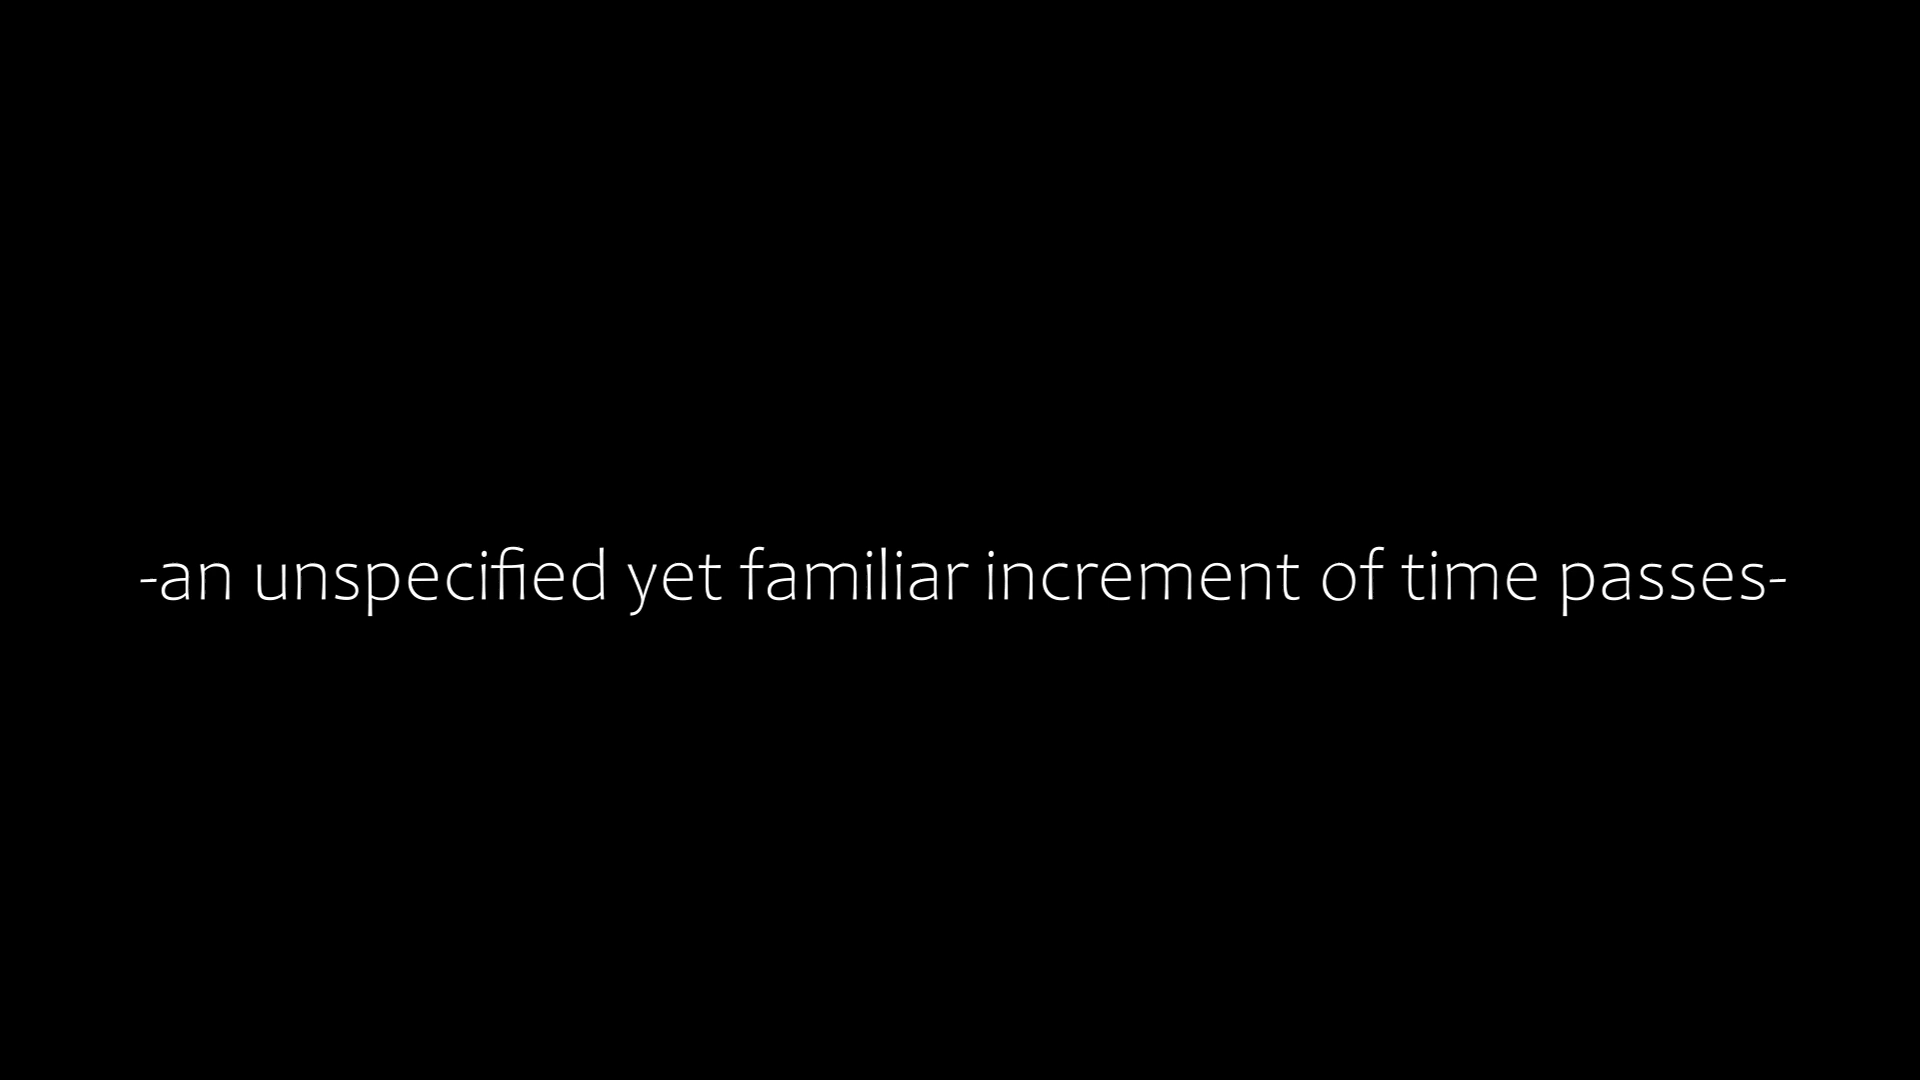 -an unspecified yet familiar increment of time passes-